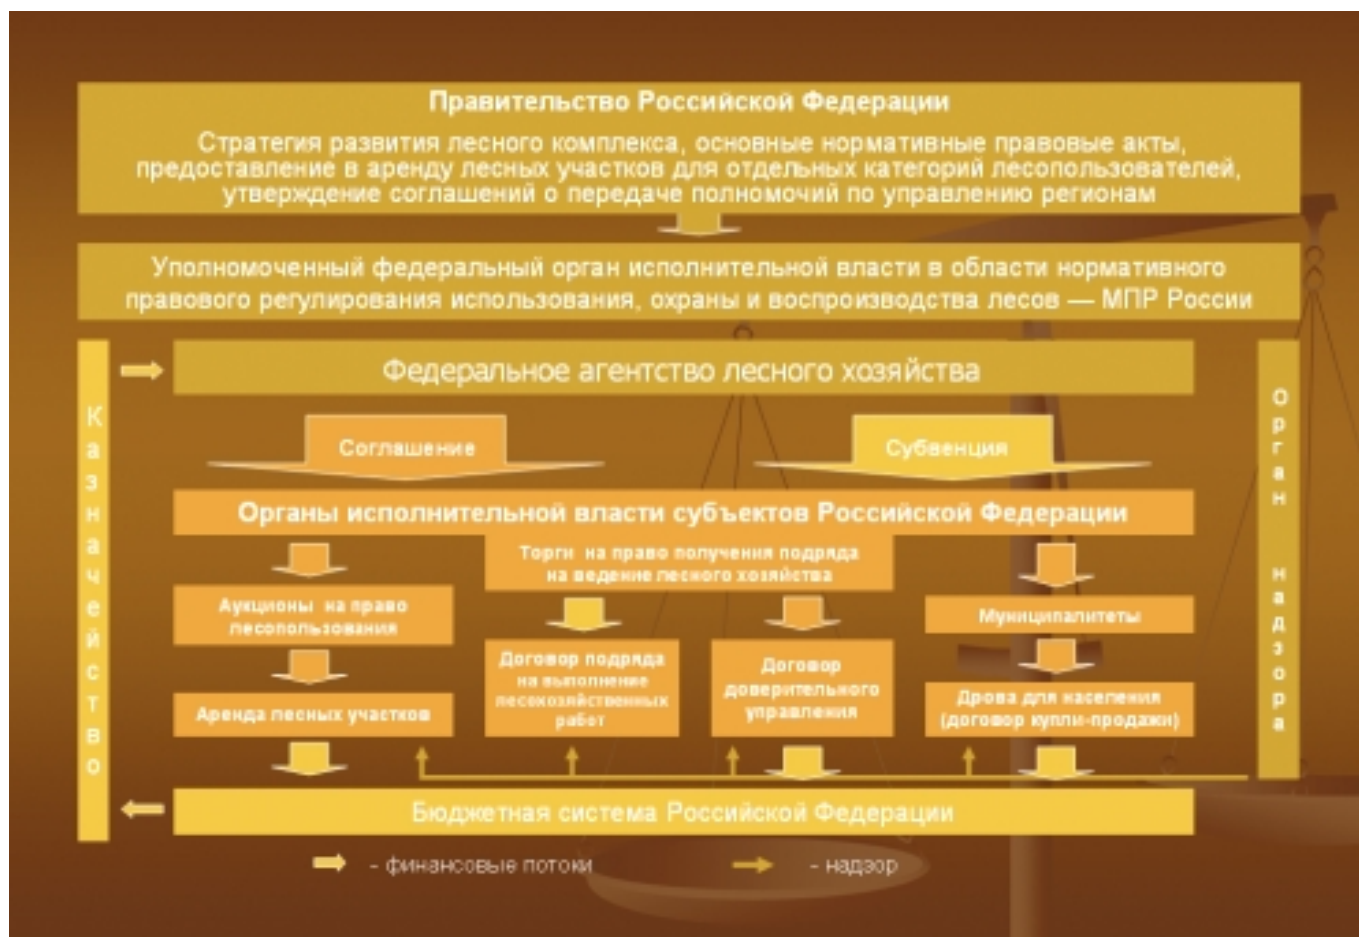 Правительство Российской Федерации
Стратегия развития лесного комплекса, основные нормативные правовые акты,
предоставление в аренду лесных участков для отдельных категорий лесопользователей,
утверждение соглашений о передаче полномочий по управлению регионам
Уполномоченный федеральный орган исполнительной власти в области нормативного
правового регулирования использования, охраны и воспроизводства лесов — МПР России
Казначейство
Федеральное агентство лесного хозяйства
Орган надзора
Соглашение
Субвенция
Органы исполнительной власти субъектов Российской Федерации
Торги на право получения подряда
на ведение лесного хозяйства
Аукционы на право
лесопользования
Аренда лесных участков
Договор подряда
на выполнение
лесохозяйственных
работ
Договор
доверительного
управления
Муниципалитеты
Дрова для населения
(договор купли-продажи)
Бюджетная система Российской Федерации
- финансовые потоки
- надзор